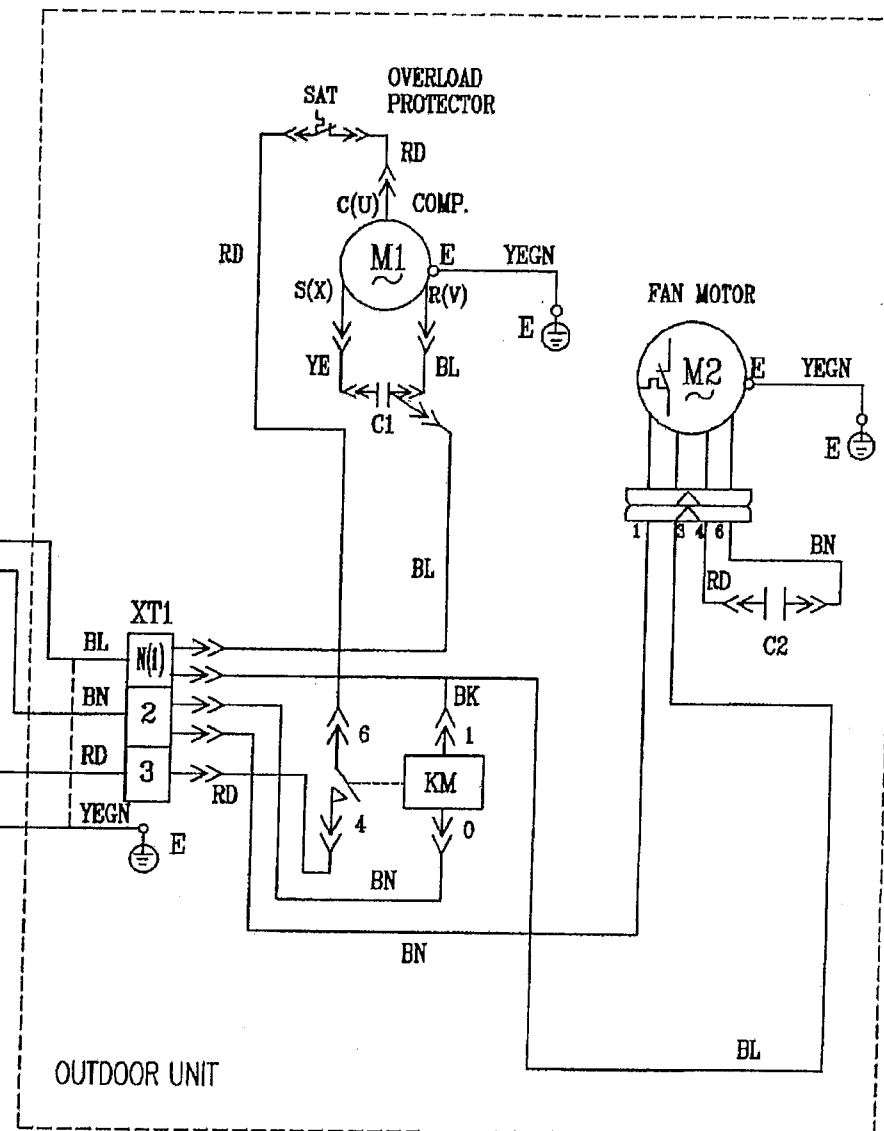 OVERLOAD
PROTECTOR
SAT
RD
C(U)
COMP.
RD
M1
E
YEGN
S(X)
R(V)
E
YE
BL
C1
FAN MOTOR
M2
E
YEGN
E
1
3
4
6
BN
RD
C2
BL
XT1
BL
N(1)
BN
2
RD
3
RD
YEGN
E
BK
6
1
KM
4
0
BN
BN
BL
OUTDOOR UNIT